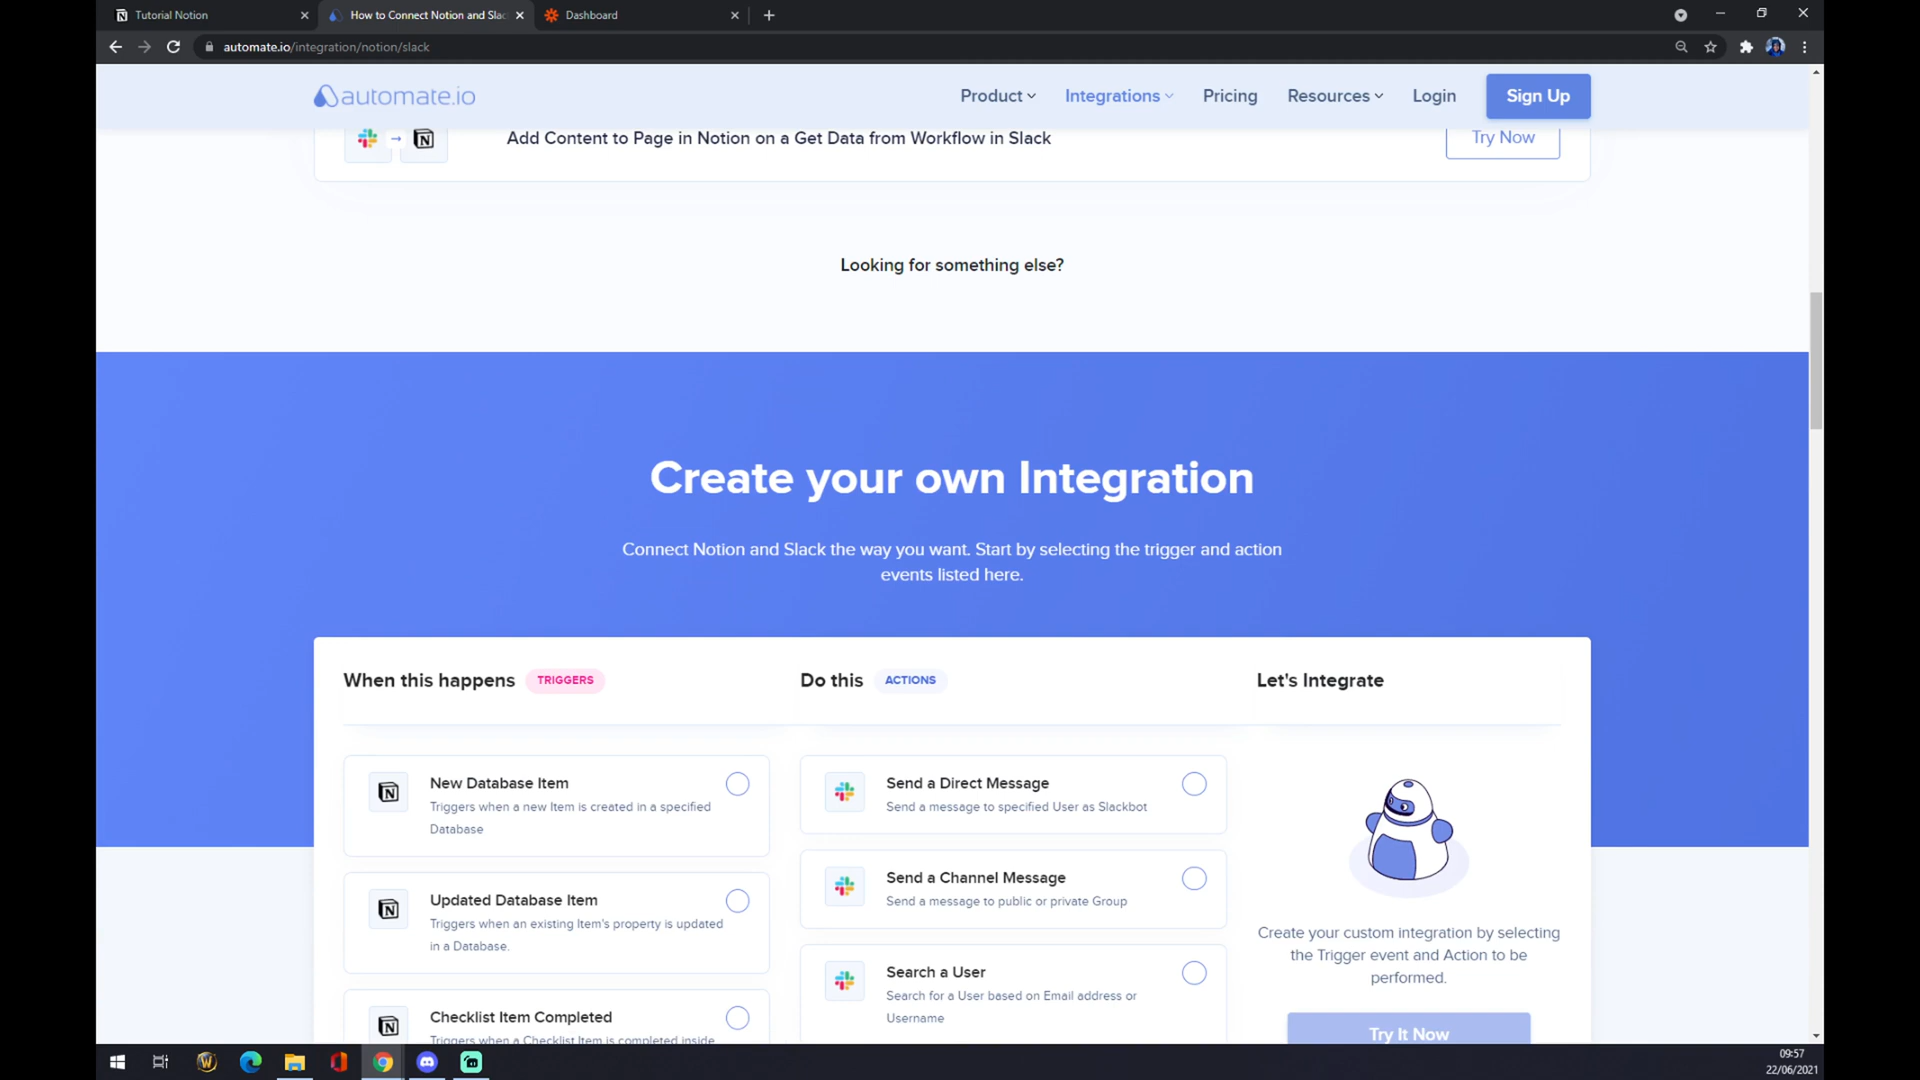 Tutorial Notion
How to Connect Notion and Slac
Dashboard
automate.io/integration/notion/slack
automate.io
Product
Integrations
Pricing
Resources
Login
Sign Up
Add Content to Page in Notion on a Get Data from Workflow in Slack
Try Now
Looking for something else?
Create your own Integration
Connect Notion and Slack the way you want. Start by selecting the trigger and action
events listed here.
When this happens
TRIGGERS
Do this
ACTIONS
Let's Integrate
New Database Item
Triggers when a new Item is created in a specified
Database
Updated Database Item
Triggers when an existing Item's property is updated
in a Database.
Checklist Item Completed
Triggers when a Checklist Item is completed inside
Send a Direct Message
Send a message to specified User as Slackbot
Send a Channel Message
Send a message to public or private Group
Search a User
Search for a User based on Email address or
Username
Create your custom integration by selecting
the Trigger event and Action to be
performed.
Try It Now
09:57
22/06/2021